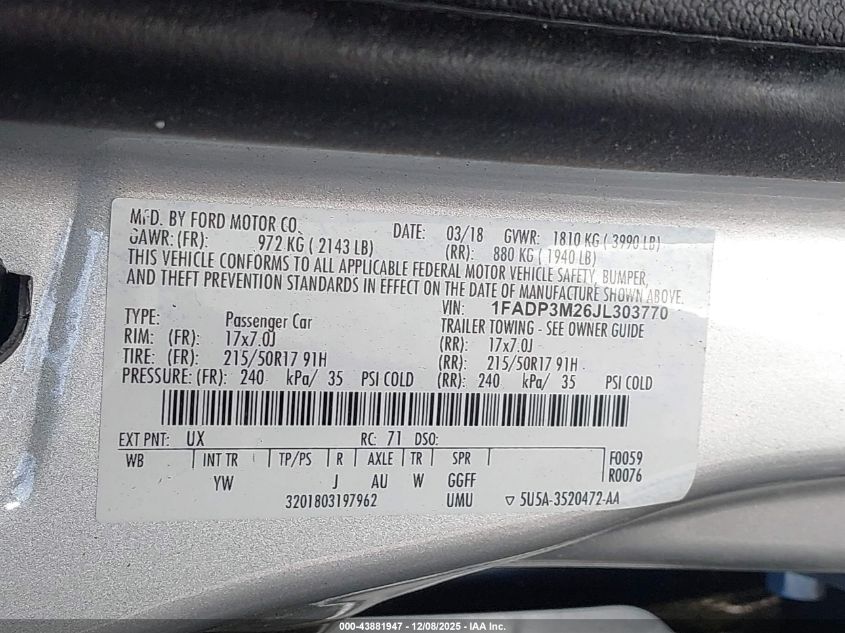 MFD. BY FORD MOTOR CO. DATE: 03/18 GVWR: 1810 KG ( 3990 LB)
GAWR: (FR): 972 KG ( 2143 LB) (RR): 880 KG ( 1940 LB)
THIS VEHICLE CONFORMS TO ALL APPLICABLE FEDERAL MOTOR VEHICLE SAFETY, BUMPER,
AND THEFT PREVENTION STANDARDS IN EFFECT ON THE DATE OF MANUFACTURE SHOWN ABOVE.
VIN: 1FADP3M26JL303770
TYPE: Passenger Car TRAILER TOWING - SEE OWNER GUIDE
RIM: (FR): 17x7.0J (RR): 17x7.0J
TIRE: (FR): 215/50R17 91H (RR): 215/50R17 91H
PRESSURE: (FR): 240 kPa/ 35 PSI COLD (RR): 240 kPa/ 35 PSI COLD
EXT PNT: UX RC: 71 DSO:
WB INT TR TP/PS R AXLE TR SPR F0059
YW J AU W GGFF R0076
3201803197962 UMU ▽ 5U5A-3520472-AA
000-43881947 - 12/08/2025 - IAA Inc.